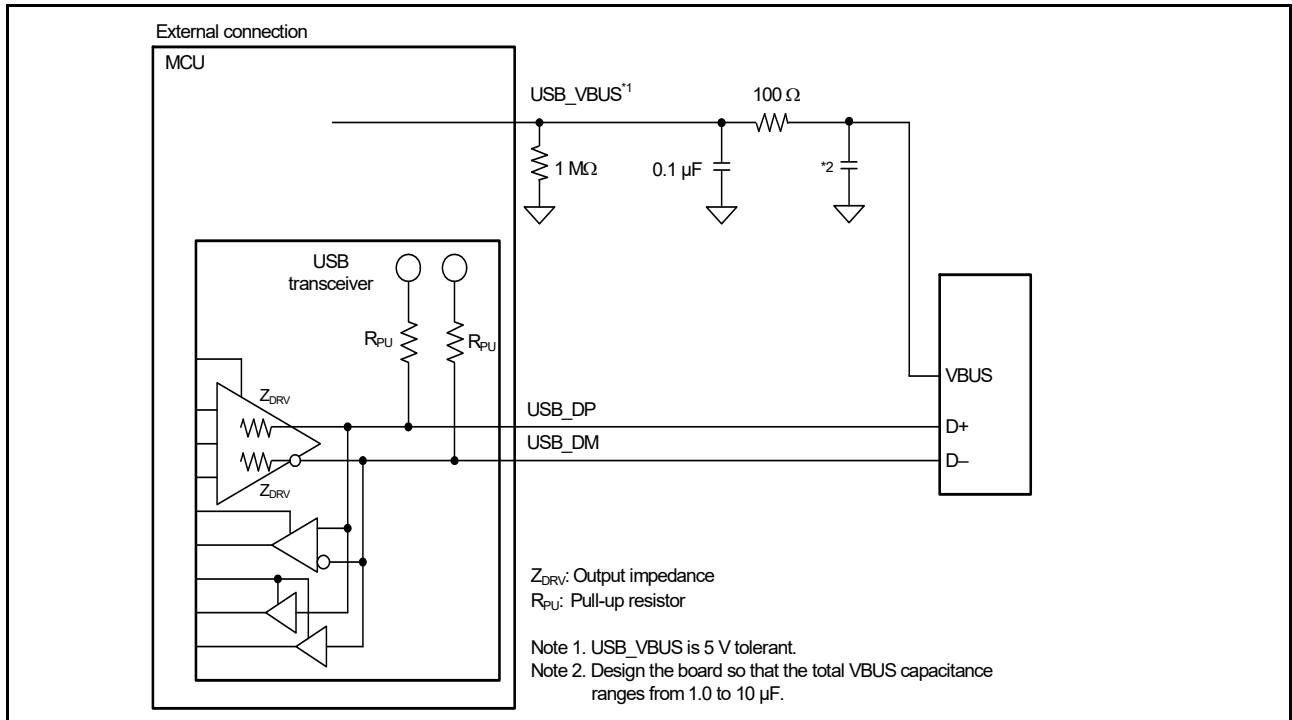 External connection
MCU
USB_VBUS*1
100 Ω
1 MΩ
0.1 µF
*2
USB
transceiver
RPU
RPU
VBUS
ZDRV
USB_DP
D+
USB_DM
D–
ZDRV
ZDRV: Output impedance
RPU: Pull-up resistor
Note 1. USB_VBUS is 5 V tolerant.
Note 2. Design the board so that the total VBUS capacitance
ranges from 1.0 to 10 µF.